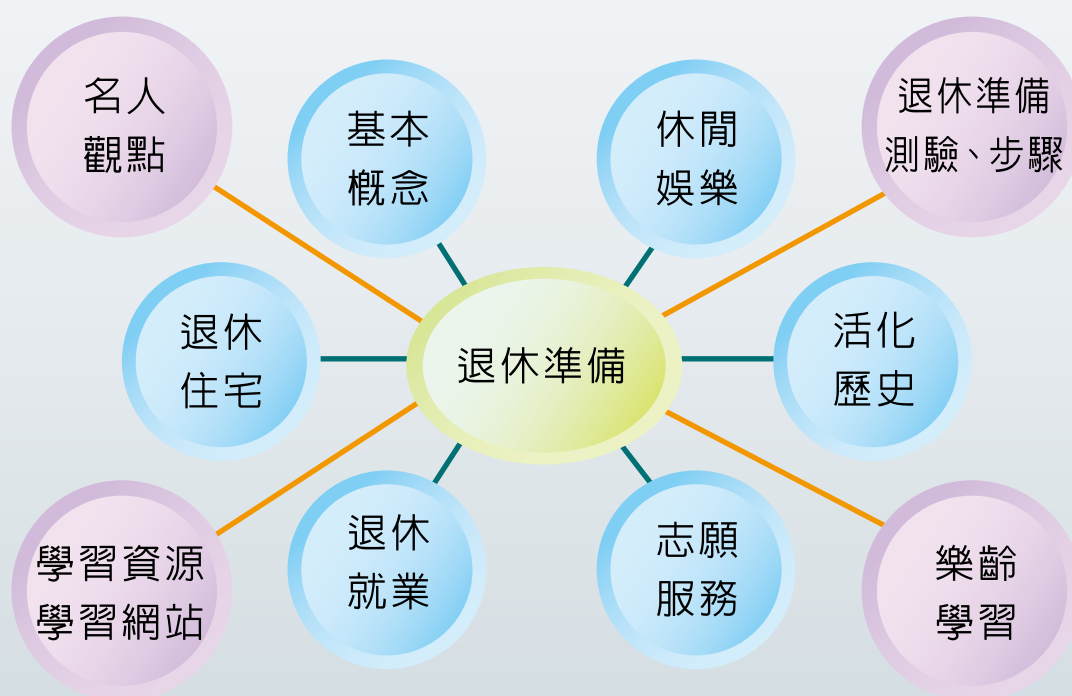 名人
觀點
基本
概念
休閒
娛樂
退休準備
測驗、步驟
退休
住宅
退休準備
活化
歷史
學習資源
學習網站
退休
就業
志願
服務
樂齡
學習